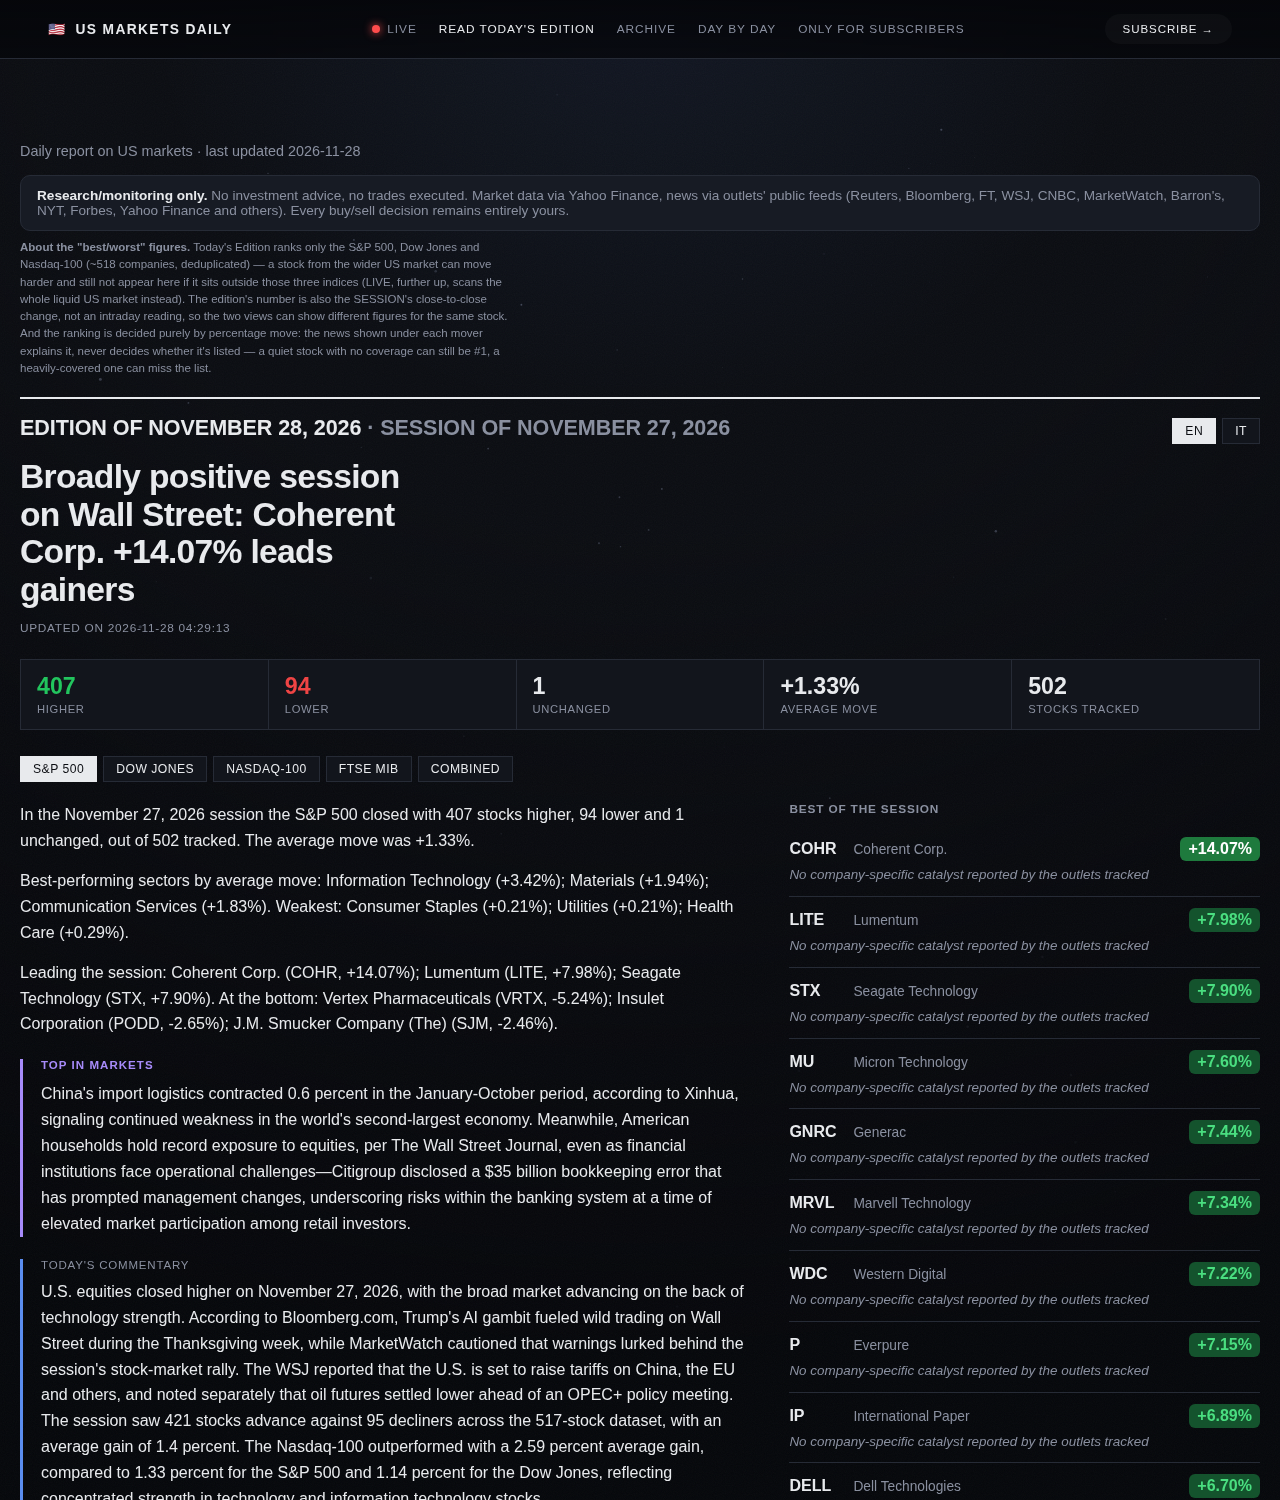 🇺🇸 US MARKETS DAILY
LIVE
READ TODAY'S EDITION
ARCHIVE
DAY BY DAY
ONLY FOR SUBSCRIBERS
SUBSCRIBE →
Daily report on US markets · last updated 2026-11-28
Research/monitoring only. No investment advice, no trades executed. Market data via Yahoo Finance, news via outlets' public feeds (Reuters, Bloomberg, FT, WSJ, CNBC, MarketWatch, Barron's,
NYT, Forbes, Yahoo Finance and others). Every buy/sell decision remains entirely yours.
About the "best/worst" figures. Today's Edition ranks only the S&P 500, Dow Jones and
Nasdaq-100 (~518 companies, deduplicated) — a stock from the wider US market can move
harder and still not appear here if it sits outside those three indices (LIVE, further up, scans the
whole liquid US market instead). The edition's number is also the SESSION's close-to-close
change, not an intraday reading, so the two views can show different figures for the same stock.
And the ranking is decided purely by percentage move: the news shown under each mover
explains it, never decides whether it's listed — a quiet stock with no coverage can still be #1, a
heavily-covered one can miss the list.
EDITION OF NOVEMBER 28, 2026 · SESSION OF NOVEMBER 27, 2026
EN
IT
Broadly positive session
on Wall Street: Coherent
Corp. +14.07% leads
gainers
UPDATED ON 2026-11-28 04:29:13
407
HIGHER
94
LOWER
1
UNCHANGED
+1.33%
AVERAGE MOVE
502
STOCKS TRACKED
S&P 500
DOW JONES
NASDAQ-100
FTSE MIB
COMBINED
In the November 27, 2026 session the S&P 500 closed with 407 stocks higher, 94 lower and 1
unchanged, out of 502 tracked. The average move was +1.33%.
Best-performing sectors by average move: Information Technology (+3.42%); Materials (+1.94%);
Communication Services (+1.83%). Weakest: Consumer Staples (+0.21%); Utilities (+0.21%); Health
Care (+0.29%).
Leading the session: Coherent Corp. (COHR, +14.07%); Lumentum (LITE, +7.98%); Seagate
Technology (STX, +7.90%). At the bottom: Vertex Pharmaceuticals (VRTX, -5.24%); Insulet
Corporation (PODD, -2.65%); J.M. Smucker Company (The) (SJM, -2.46%).
TOP IN MARKETS
China's import logistics contracted 0.6 percent in the January-October period, according to Xinhua,
signaling continued weakness in the world's second-largest economy. Meanwhile, American
households hold record exposure to equities, per The Wall Street Journal, even as financial
institutions face operational challenges—Citigroup disclosed a $35 billion bookkeeping error that
has prompted management changes, underscoring risks within the banking system at a time of
elevated market participation among retail investors.
TODAY'S COMMENTARY
U.S. equities closed higher on November 27, 2026, with the broad market advancing on the back of
technology strength. According to Bloomberg.com, Trump's AI gambit fueled wild trading on Wall
Street during the Thanksgiving week, while MarketWatch cautioned that warnings lurked behind the
session's stock-market rally. The WSJ reported that the U.S. is set to raise tariffs on China, the EU
and others, and noted separately that oil futures settled lower ahead of an OPEC+ policy meeting.
The session saw 421 stocks advance against 95 decliners across the 517-stock dataset, with an
average gain of 1.4 percent. The Nasdaq-100 outperformed with a 2.59 percent average gain,
compared to 1.33 percent for the S&P 500 and 1.14 percent for the Dow Jones, reflecting
concentrated strength in technology and information technology stocks.
BEST OF THE SESSION
COHR Coherent Corp. +14.07%
No company-specific catalyst reported by the outlets tracked
LITE Lumentum +7.98%
No company-specific catalyst reported by the outlets tracked
STX Seagate Technology +7.90%
No company-specific catalyst reported by the outlets tracked
MU Micron Technology +7.60%
No company-specific catalyst reported by the outlets tracked
GNRC Generac +7.44%
No company-specific catalyst reported by the outlets tracked
MRVL Marvell Technology +7.34%
No company-specific catalyst reported by the outlets tracked
WDC Western Digital +7.22%
No company-specific catalyst reported by the outlets tracked
P Everpure +7.15%
No company-specific catalyst reported by the outlets tracked
IP International Paper +6.89%
No company-specific catalyst reported by the outlets tracked
DELL Dell Technologies +6.70%